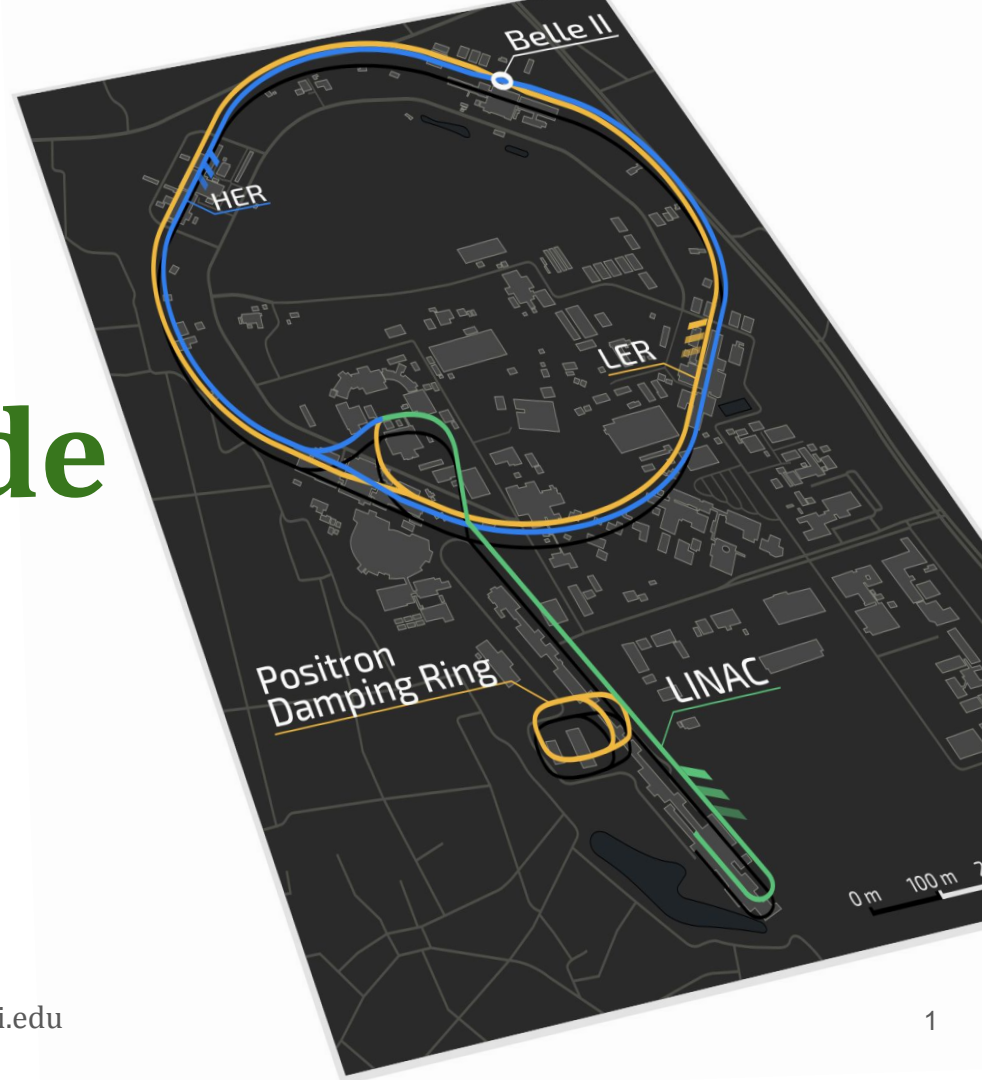 Belle II
HER
LER
de
Positron
Damping Ring
LINAC
0 m 100 m
i.edu
1